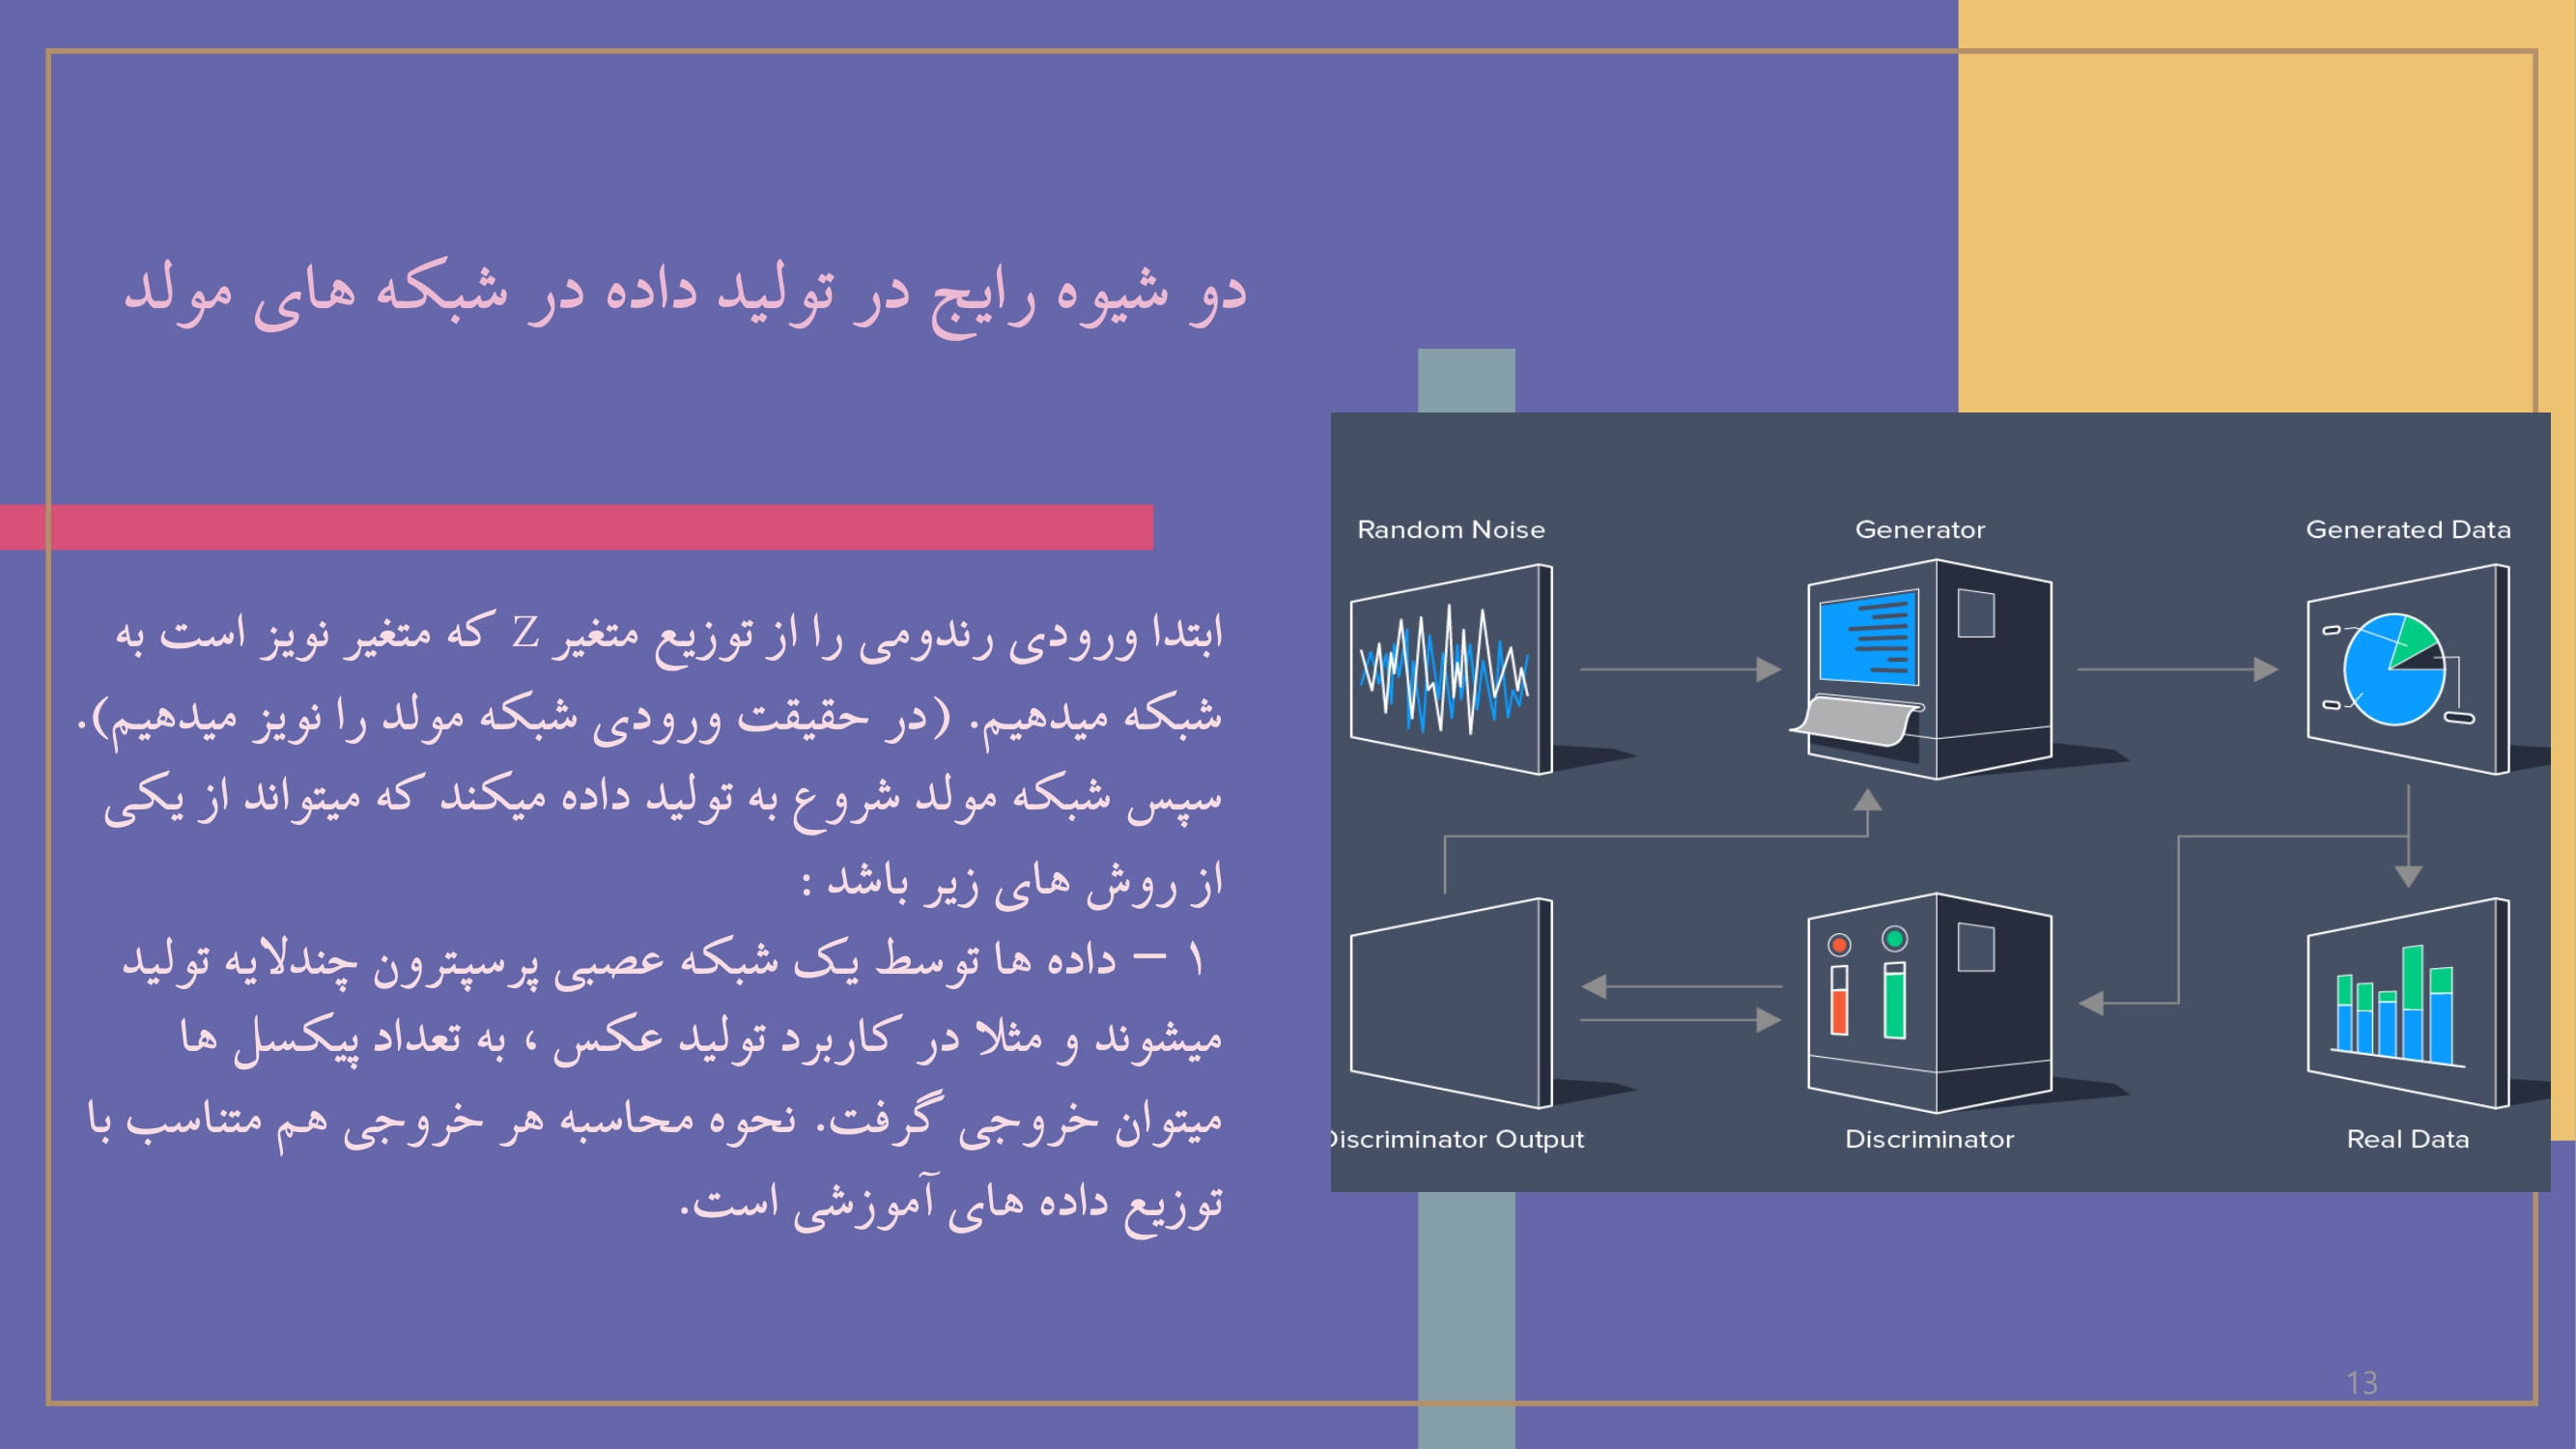 دو شیوه رایج در تولید داده در شبکه های مولد
ابتدا ورودی رندومی را از توزیع متغیر Z که متغیر نویز است به
شبکه میدهیم. (در حقیقت ورودی شبکه مولد را نویز میدهیم).
سپس شبکه مولد شروع به تولید داده میکند که میتواند از یکی
از روش های زیر باشد :
۱ – داده ها توسط یک شبکه عصبی پرسپترون چندلایه تولید
میشوند و مثلا در کاربرد تولید عکس ، به تعداد پیکسل ها
میتوان خروجی گرفت. نحوه محاسبه هر خروجی هم متناسب با
توزیع داده های آموزشی است.
Random Noise
Generator
Generated Data
Discriminator Output
Discriminator
Real Data
13